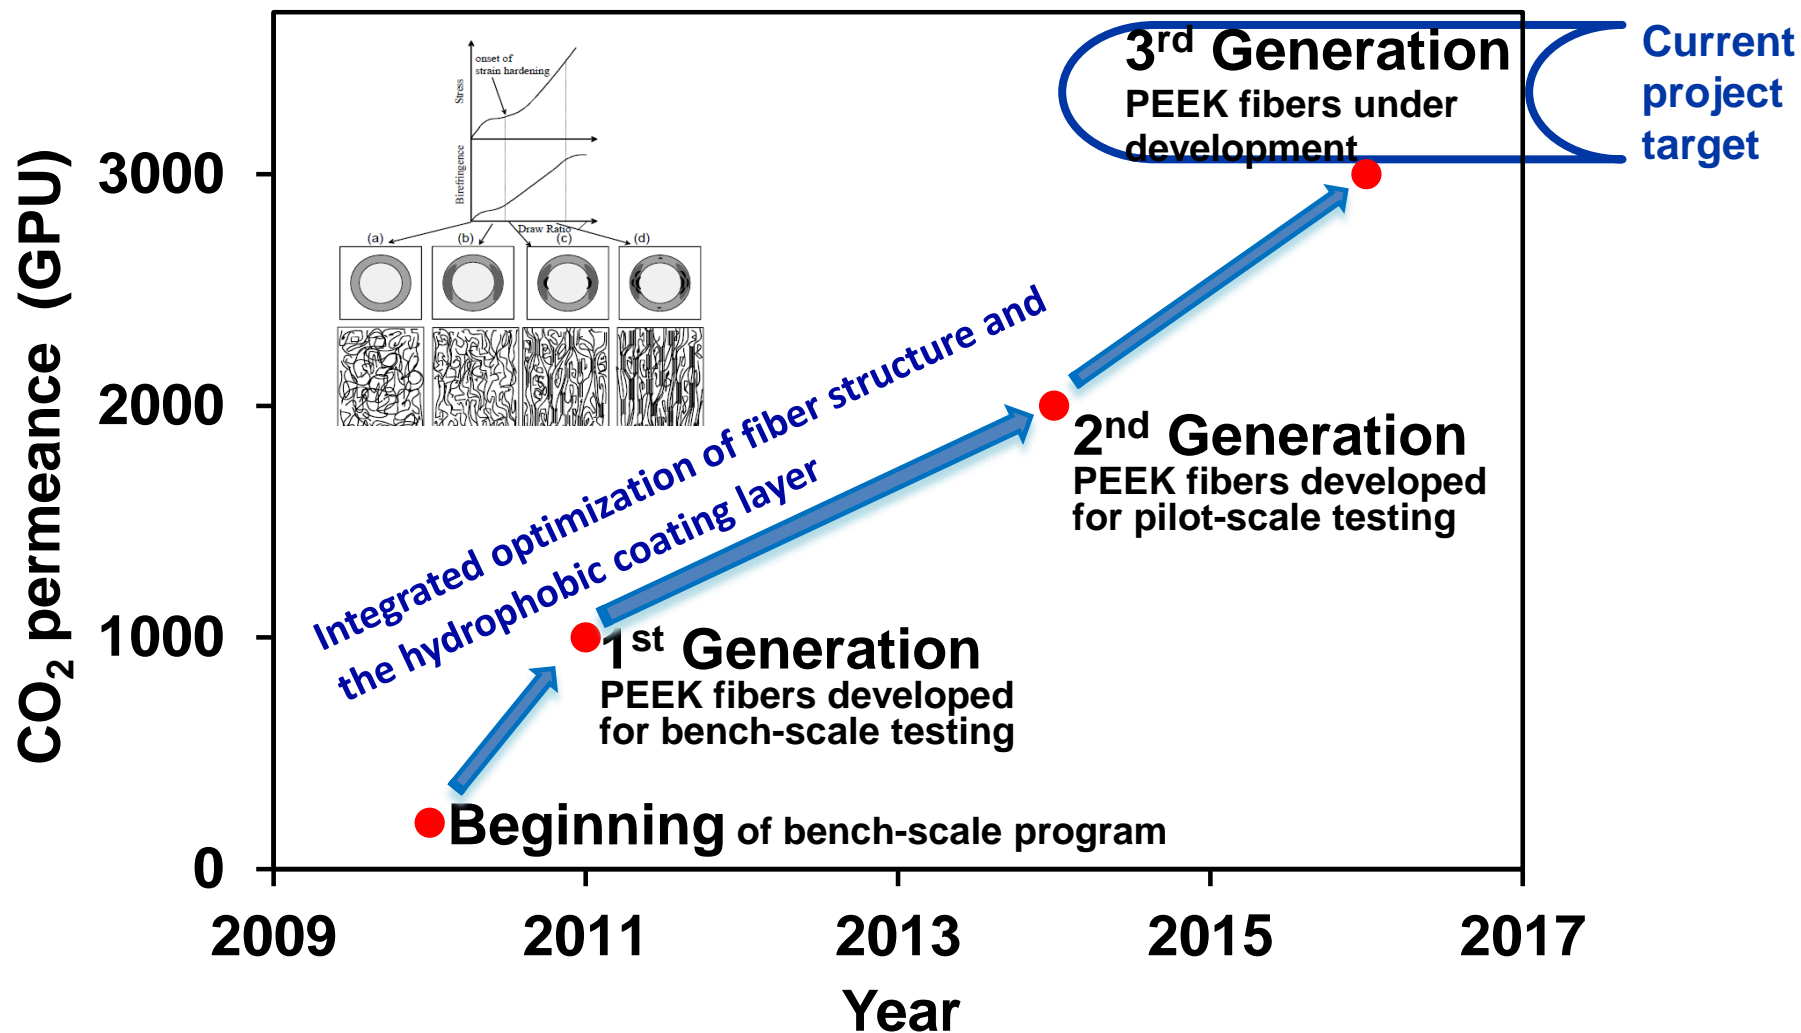 3rd Generation
PEEK fibers under
development
Current
project
target
onset of
strain hardening
Stress
Birefringence
Draw Ratio
(a)
(b)
(c)
(d)
CO2 permeance (GPU)
3000
2000
1000
0
Integrated optimization of fiber structure and
the hydrophobic coating layer
2nd Generation
PEEK fibers developed
for pilot-scale testing
1st Generation
PEEK fibers developed
for bench-scale testing
Beginning of bench-scale program
2009
2011
2013
2015
2017
Year